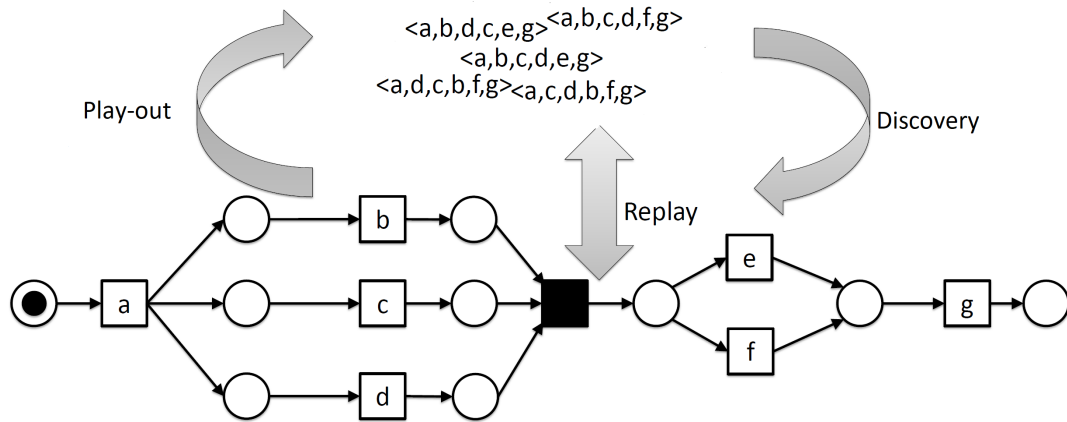 <a,b,d,c,e,g> <a,b,c,d,f,g>
<a,b,c,d,e,g>
<a,d,c,b,f,g> <a,c,d,b,f,g>
Play-out
Discovery
Replay
b
e
a
c
g
f
d